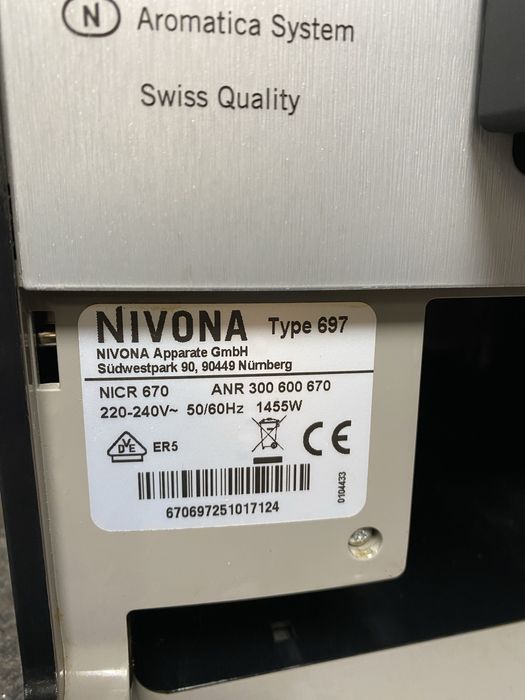 N Aromatica System
Swiss Quality
NIVONA Type 697
NIVONA Apparate GmbH
Südwestpark 90, 90449 Nürnberg
NICR 670 ANR 300 600 670
220-240V~ 50/60Hz 1455W
DVE ER5 CE
0104433
670697251017124